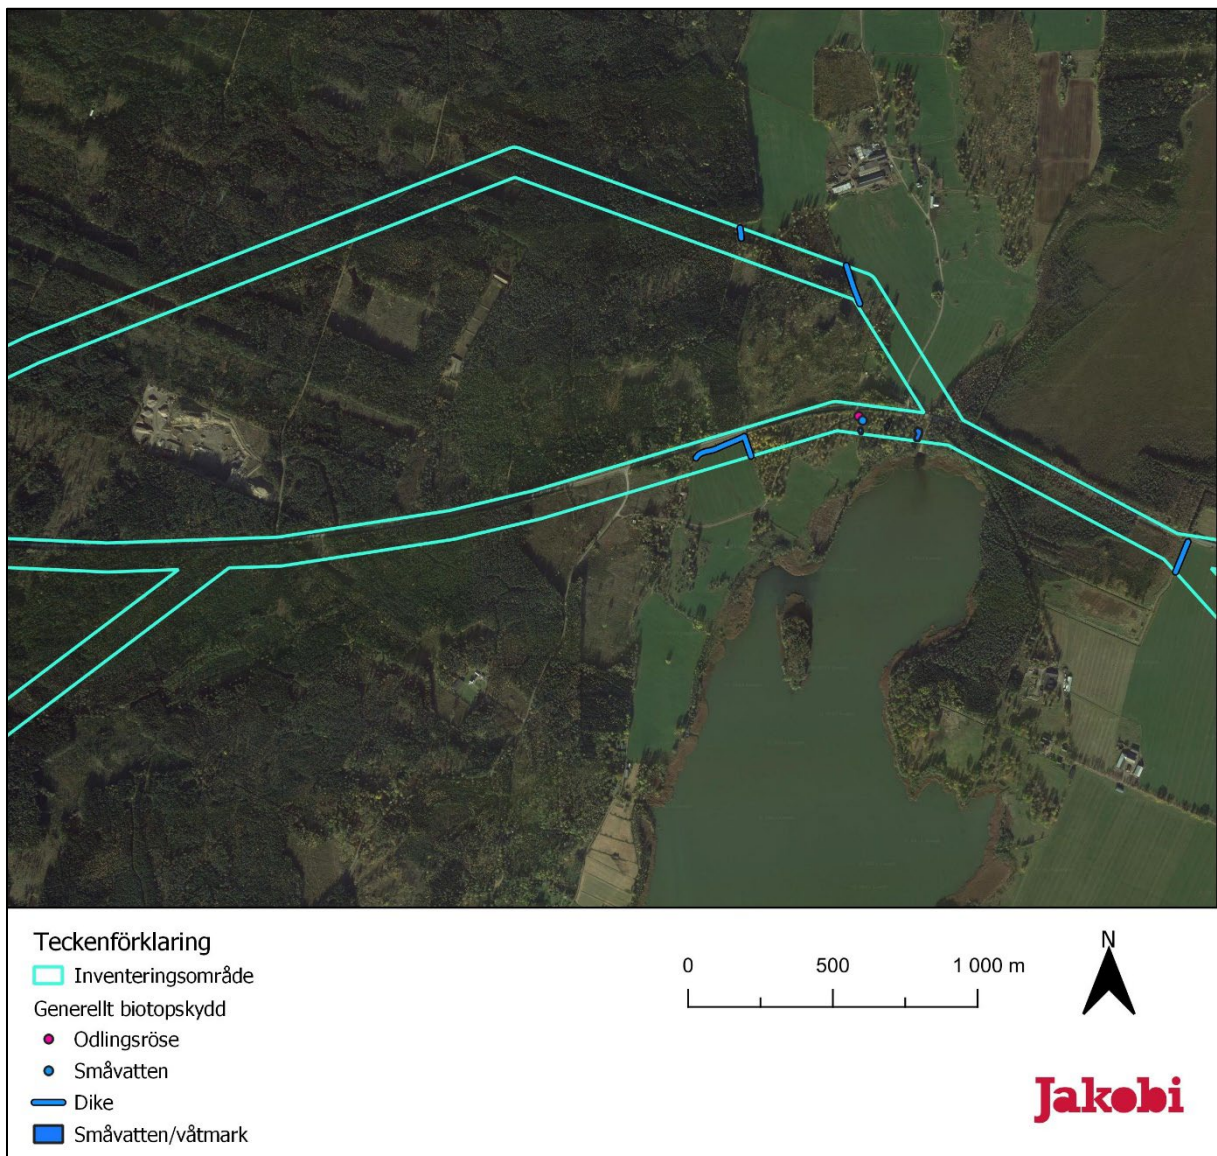 Teckenförklaring
Inventeringsområde
Generellt biotopskydd
Odlingsröse
Småvatten
Dike
Småvatten/våtmark
0 500 1 000 m
N
Jakobi